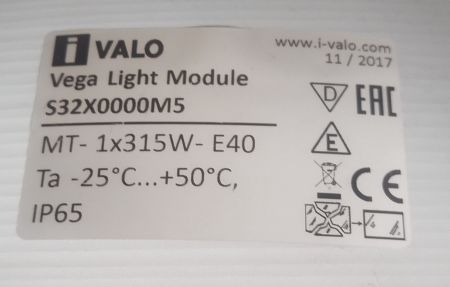 i VALO
www.i-valo.com
11 / 2017
Vega Light Module
S32X0000M5
D
EAC
MT- 1x315W- E40
E
Ta -25°C...+50°C,
CE
IP65